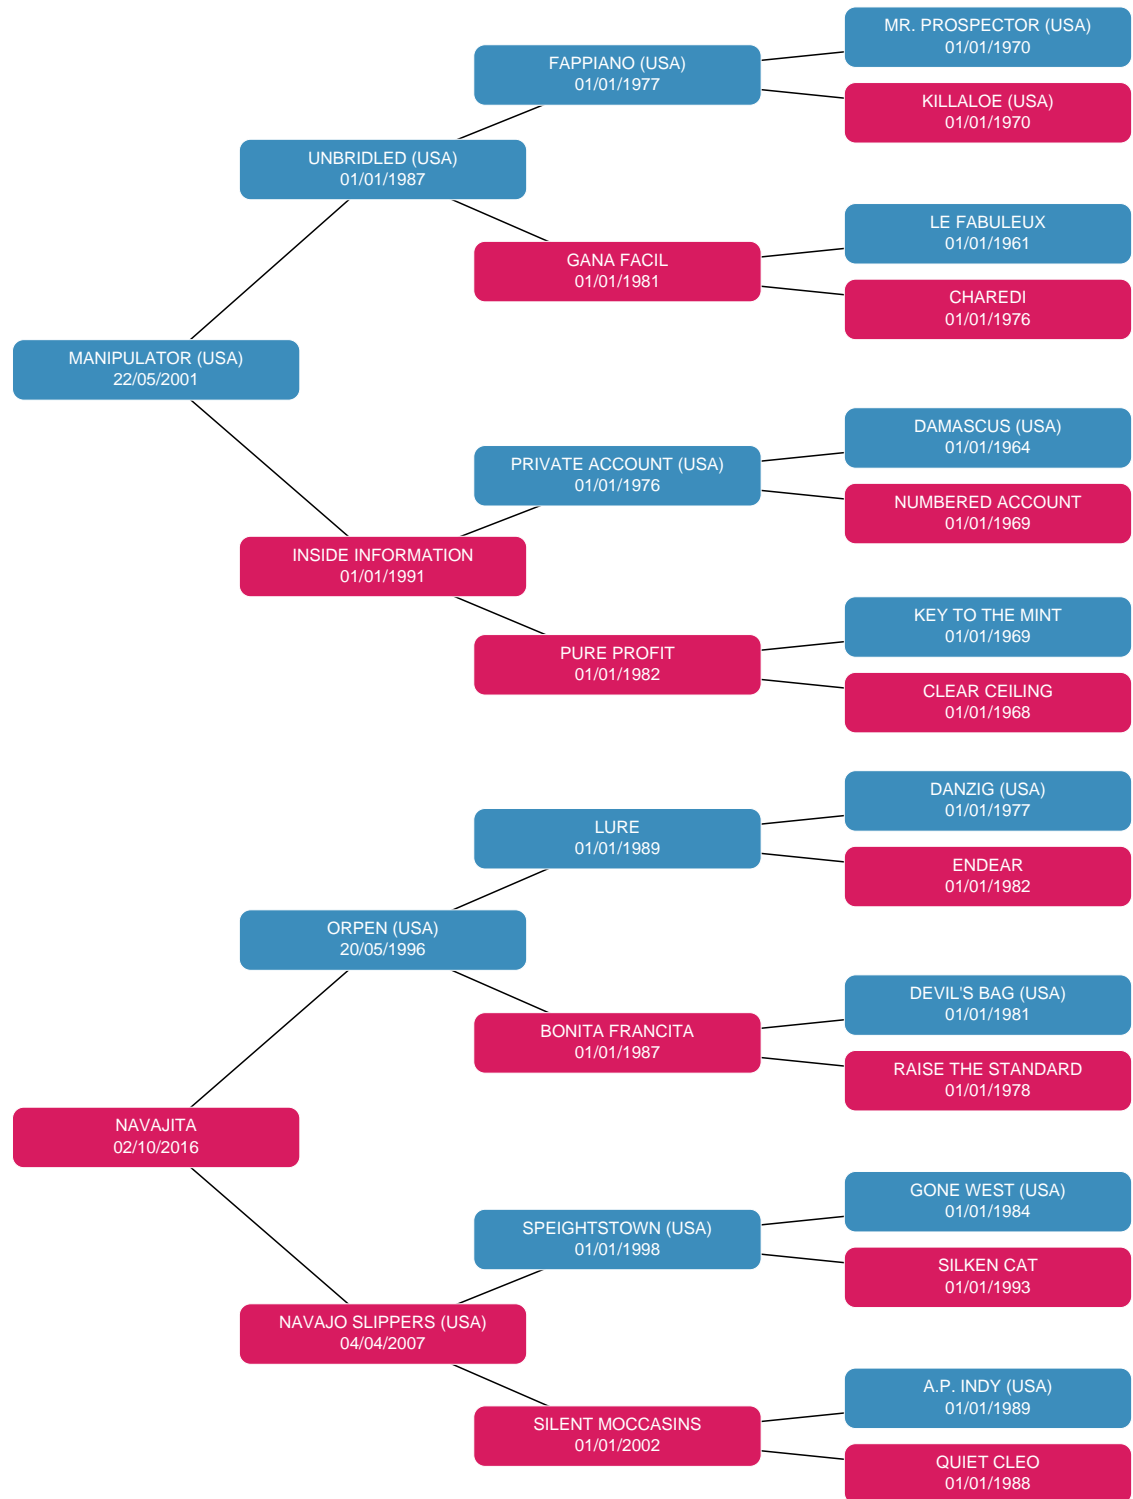 MR. PROSPECTOR (USA)
01/01/1970
FAPPIANO (USA)
01/01/1977
KILLALOE (USA)
01/01/1970
UNBRIDLED (USA)
01/01/1987
LE FABULEUX
01/01/1961
GANA FACIL
01/01/1981
CHAREDI
01/01/1976
MANIPULATOR (USA)
22/05/2001
DAMASCUS (USA)
01/01/1964
PRIVATE ACCOUNT (USA)
01/01/1976
NUMBERED ACCOUNT
01/01/1969
INSIDE INFORMATION
01/01/1991
KEY TO THE MINT
01/01/1969
PURE PROFIT
01/01/1982
CLEAR CEILING
01/01/1968
DANZIG (USA)
01/01/1977
LURE
01/01/1989
ENDEAR
01/01/1982
ORPEN (USA)
20/05/1996
DEVIL'S BAG (USA)
01/01/1981
BONITA FRANCITA
01/01/1987
RAISE THE STANDARD
01/01/1978
NAVAJITA
02/10/2016
GONE WEST (USA)
01/01/1984
SPEIGHTSTOWN (USA)
01/01/1998
SILKEN CAT
01/01/1993
NAVAJO SLIPPERS (USA)
04/04/2007
A.P. INDY (USA)
01/01/1989
SILENT MOCCASINS
01/01/2002
QUIET CLEO
01/01/1988